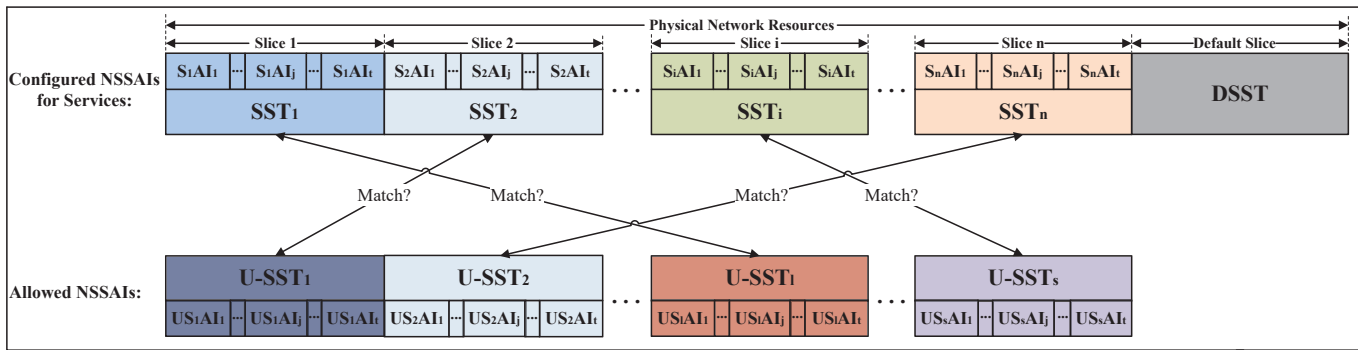 Physical Network Resources
Slice 1 Slice 2 Slice i Slice n Default Slice
Configured NSSAIs for Services:
S₁AI₁ ... S₁AIⱼ ... S₁AIₜ S₂AI₁ ... S₂AIⱼ ... S₂AIₜ SᵢAI₁ ... SᵢAIⱼ ... SᵢAIₜ SₙAI₁ ... SₙAIⱼ ... SₙAIₜ
SST₁ SST₂ ... SSTᵢ ... SSTₙ DSST
Match? Match? Match? Match?
Allowed NSSAIs:
U-SST₁ U-SST₂ ... U-SSTₗ ... U-SSTₛ
US₁AI₁ ... US₁AIⱼ ... US₁AIₜ US₂AI₁ ... US₂AIⱼ ... US₂AIₜ USₗAI₁ ... USₗAIⱼ ... USₗAIₜ USₛAI₁ ... USₛAIⱼ ... USₛAIₜ